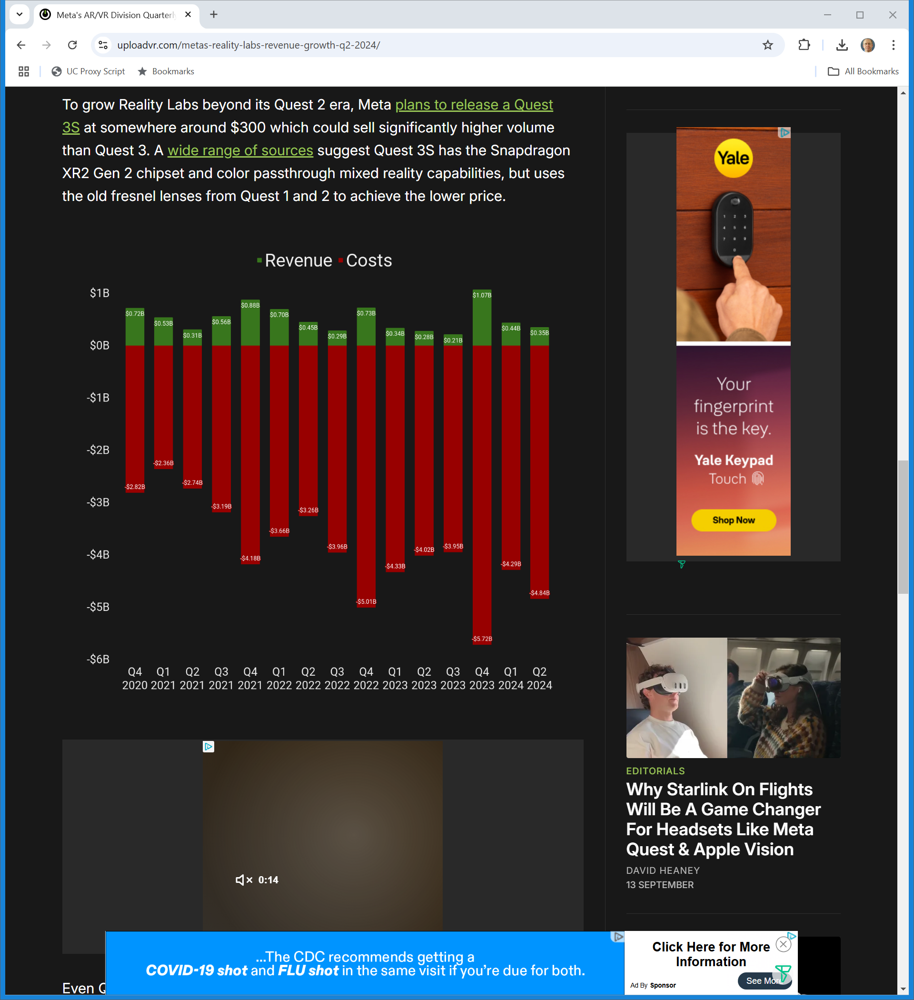 Meta's AR/VR Division Quarterly
uploadvr.com/metas-reality-labs-revenue-growth-q2-2024/
UC Proxy Script
Bookmarks
All Bookmarks
To grow Reality Labs beyond its Quest 2 era, Meta plans to release a Quest
3S at somewhere around $300 which could sell significantly higher volume
than Quest 3. A wide range of sources suggest Quest 3S has the Snapdragon
XR2 Gen 2 chipset and color passthrough mixed reality capabilities, but uses
the old fresnel lenses from Quest 1 and 2 to achieve the lower price.
Revenue Costs
$1B
$0B
-$1B
-$2B
-$3B
-$4B
-$5B
-$6B
$0.72B
$0.53B
$0.31B
$0.56B
$0.88B
$0.70B
$0.45B
$0.29B
$0.73B
$0.34B
$0.28B
$0.21B
$1.07B
$0.44B
$0.35B
-$2.82B
-$2.36B
-$2.74B
-$3.19B
-$4.18B
-$3.66B
-$3.26B
-$3.96B
-$5.01B
-$4.33B
-$4.02B
-$3.95B
-$5.72B
-$4.29B
-$4.84B
Q4 Q1 Q2 Q3 Q4 Q1 Q2 Q3 Q4 Q1 Q2 Q3 Q4 Q1 Q2
2020 2021 2021 2021 2021 2022 2022 2022 2022 2023 2023 2023 2023 2024 2024
0:14
Even Q
Yale
1 2 3
4 5 6
7 8 9
0
Your
fingerprint
is the key.
Yale Keypad
Touch
Shop Now
EDITORIALS
Why Starlink On Flights
Will Be A Game Changer
For Headsets Like Meta
Quest & Apple Vision
DAVID HEANEY
13 SEPTEMBER
...The CDC recommends getting a
COVID-19 shot and FLU shot in the same visit if you're due for both.
Click Here for More
Information
Ad By Sponsor
See More